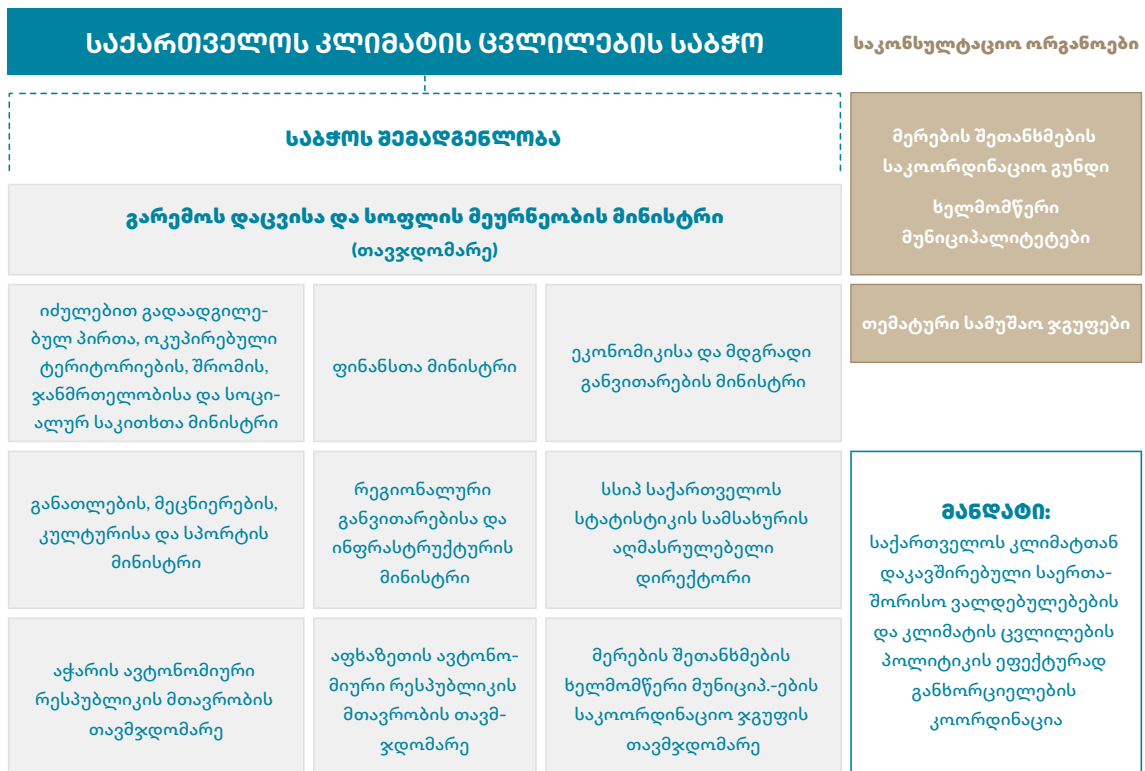 საქართველოს კლიმატის ცვლილების საბჭო
საკონსულტაციო ორგანოები
საბჭოს შემადგენლობა
მერების შეთანხმების
საკოორდინაციო გუნდი
ხელმომწერი
მუნიციპალიტეტები
გარემოს დაცვისა და სოფლის მეურნეობის მინისტრი
(თავჯდომარე)
თემატური სამუშაო ჯგუფები
იძულებით გადაადგილე-
ბულ პირთა, ოკუპირებული
ტერიტორიების, შრომის,
ჯანმრთელობისა და სოცი-
ალურ საკითხთა მინისტრი
ფინანსთა მინისტრი
ეკონომიკისა და მდგრადი
განვითარების მინისტრი
განათლების, მეცნიერების,
კულტურისა და სპორტის
მინისტრი
რეგიონალური
განვითარებისა და
ინფრასტრუქტურის
მინისტრი
სსიპ საქართველოს
სტატისტიკის სამსახურის
აღმასრულებელი
დირექტორი
აჭარის ავტონომიური
რესპუბლიკის მთავრობის
თავმჯდომარე
აფხაზეთის ავტონო-
მიური რესპუბლიკის
მთავრობის თავმ-
ჯდომარე
მერების შეთანხმების
ხელმომწერი მუნიციპ.-ების
საკოორდინაციო ჯგუფის
თავმჯდომარე
მანდატი:
საქართველოს კლიმატთან
დაკავშირებული საერთა-
შორისო ვალდებულებების
და კლიმატის ცვლილების
პოლიტიკის ეფექტურად
განხორციელების
კოორდინაცია